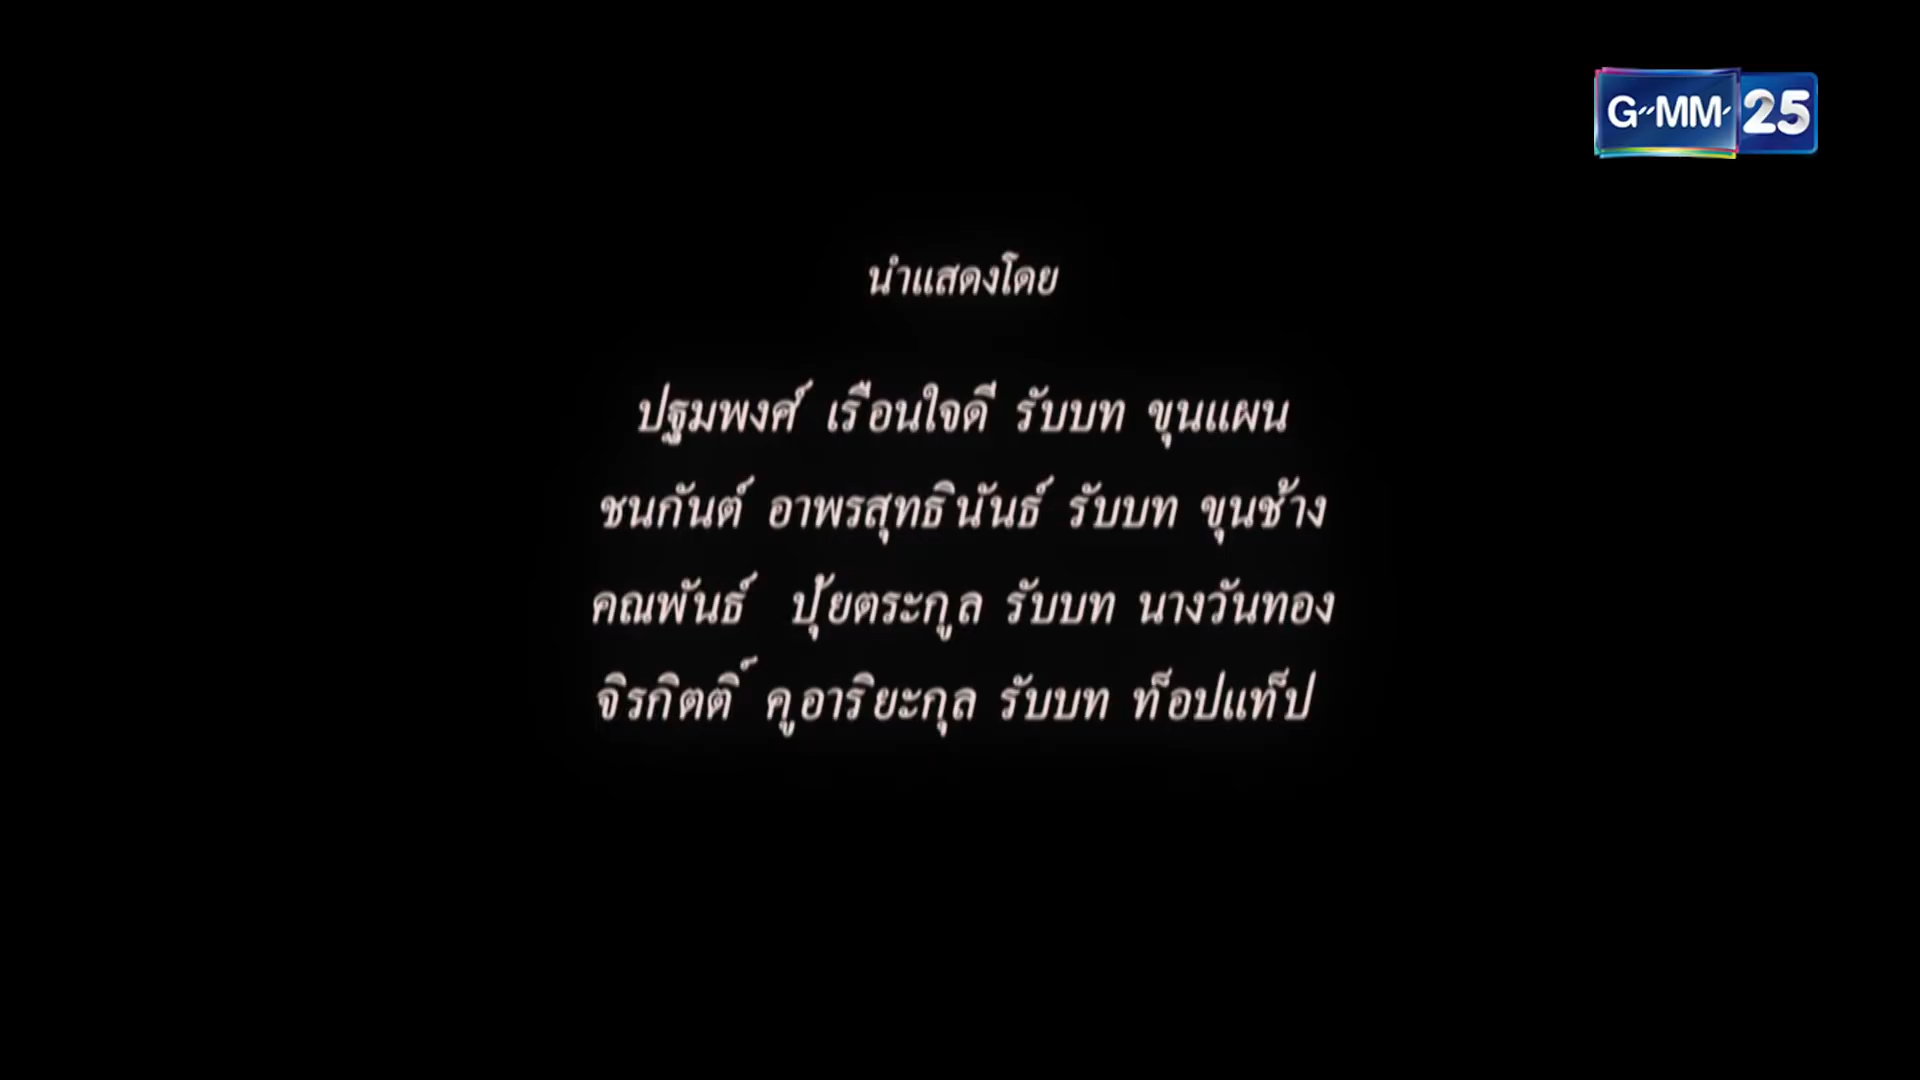 G"MM' 25
นำแสดงโดย
ปฐมพงศ์ เรือนใจดี รับบท ขุนแผน
ชนกันต์ อาพรสุทธินันธ์ รับบท ขุนช้าง
คณพันธ์ ปุ้ยตระกูล รับบท นางวันทอง
จิรกิตติ์ คูอาริยะกุล รับบท ท็อปแท็ป